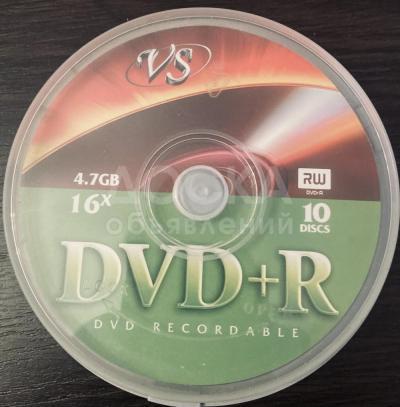 VS
4.7GB
16x
RW
DVD+R
10
DISCS
ДОСКА
объявлений
DVD+R
DVD RECORDABLE